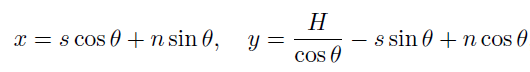 x = s cos θ + n sin θ, y = H / cos θ − s sin θ + n cos θ